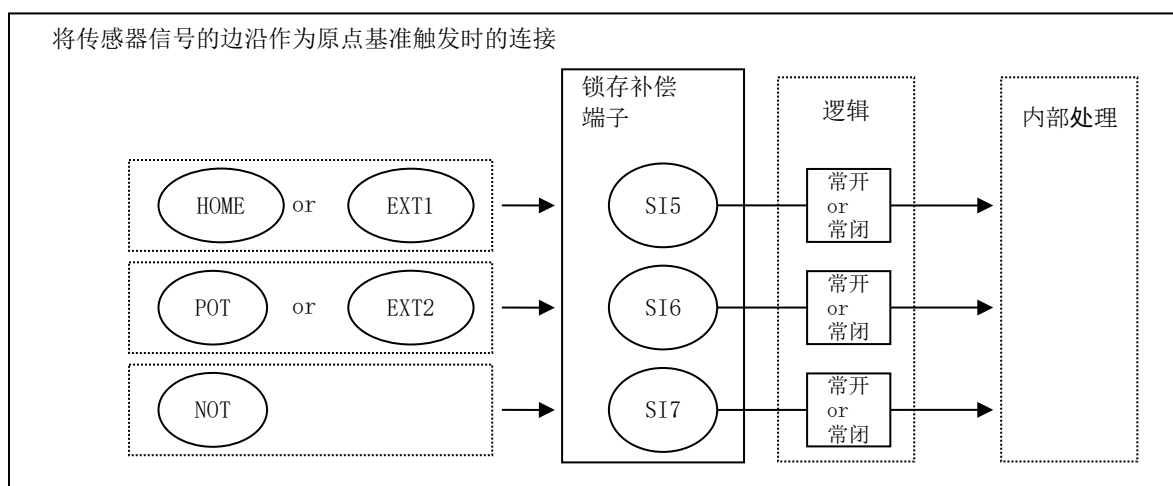 将传感器信号的边沿作为原点基准触发时的连接
锁存补偿
端子
逻辑
内部处理
HOME or EXT1
SI5
常开
or
常闭
POT or EXT2
SI6
常开
or
常闭
NOT
SI7
常开
or
常闭